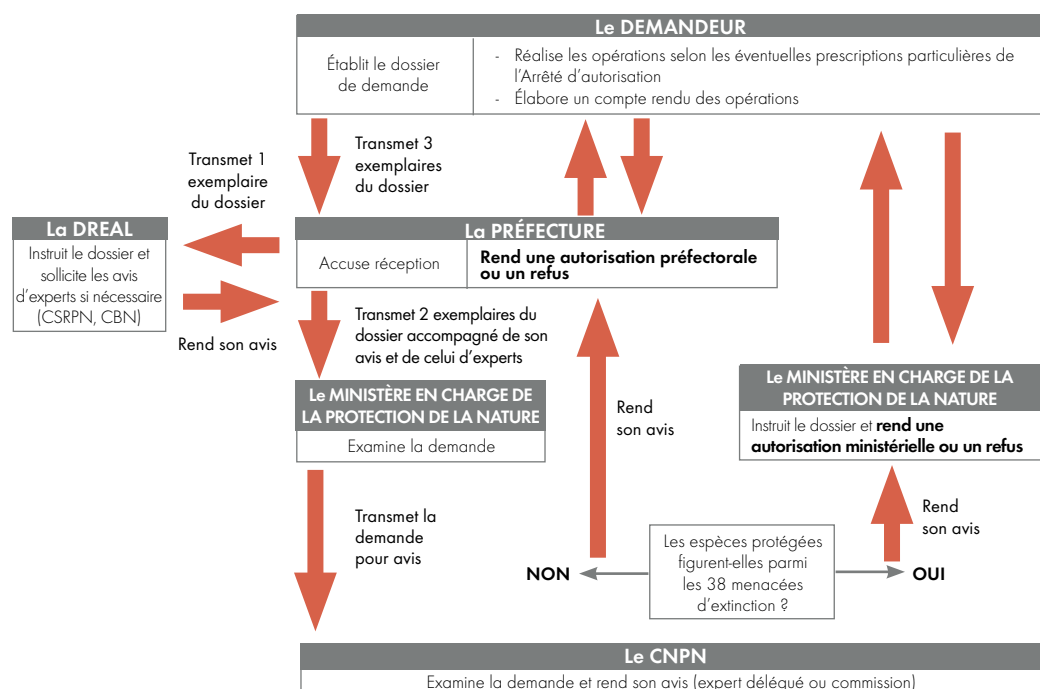 Le DEMANDEUR
Établit le dossier
de demande
- Réalise les opérations selon les éventuelles prescriptions particulières de
l'Arrêté d'autorisation
- Élabore un compte rendu des opérations
Transmet 1
exemplaire
du dossier
Transmet 3
exemplaires
du dossier
La DREAL
Instruit le dossier et
sollicite les avis
d'experts si nécessaire
(CSRPN, CBN)
La PRÉFECTURE
Accuse réception
Rend une autorisation préfectorale
ou un refus
Rend son avis
Transmet 2 exemplaires du
dossier accompagné de son
avis et de celui d'experts
Le MINISTÈRE EN CHARGE DE
LA PROTECTION DE LA NATURE
Examine la demande
Rend
son avis
Le MINISTÈRE EN CHARGE DE LA
PROTECTION DE LA NATURE
Instruit le dossier et rend une
autorisation ministérielle ou un refus
Transmet la
demande
pour avis
Rend
son avis
NON
Les espèces protégées
figurent-elles parmi
les 38 menacées
d'extinction ?
OUI
Le CNPN
Examine la demande et rend son avis (expert délégué ou commission)